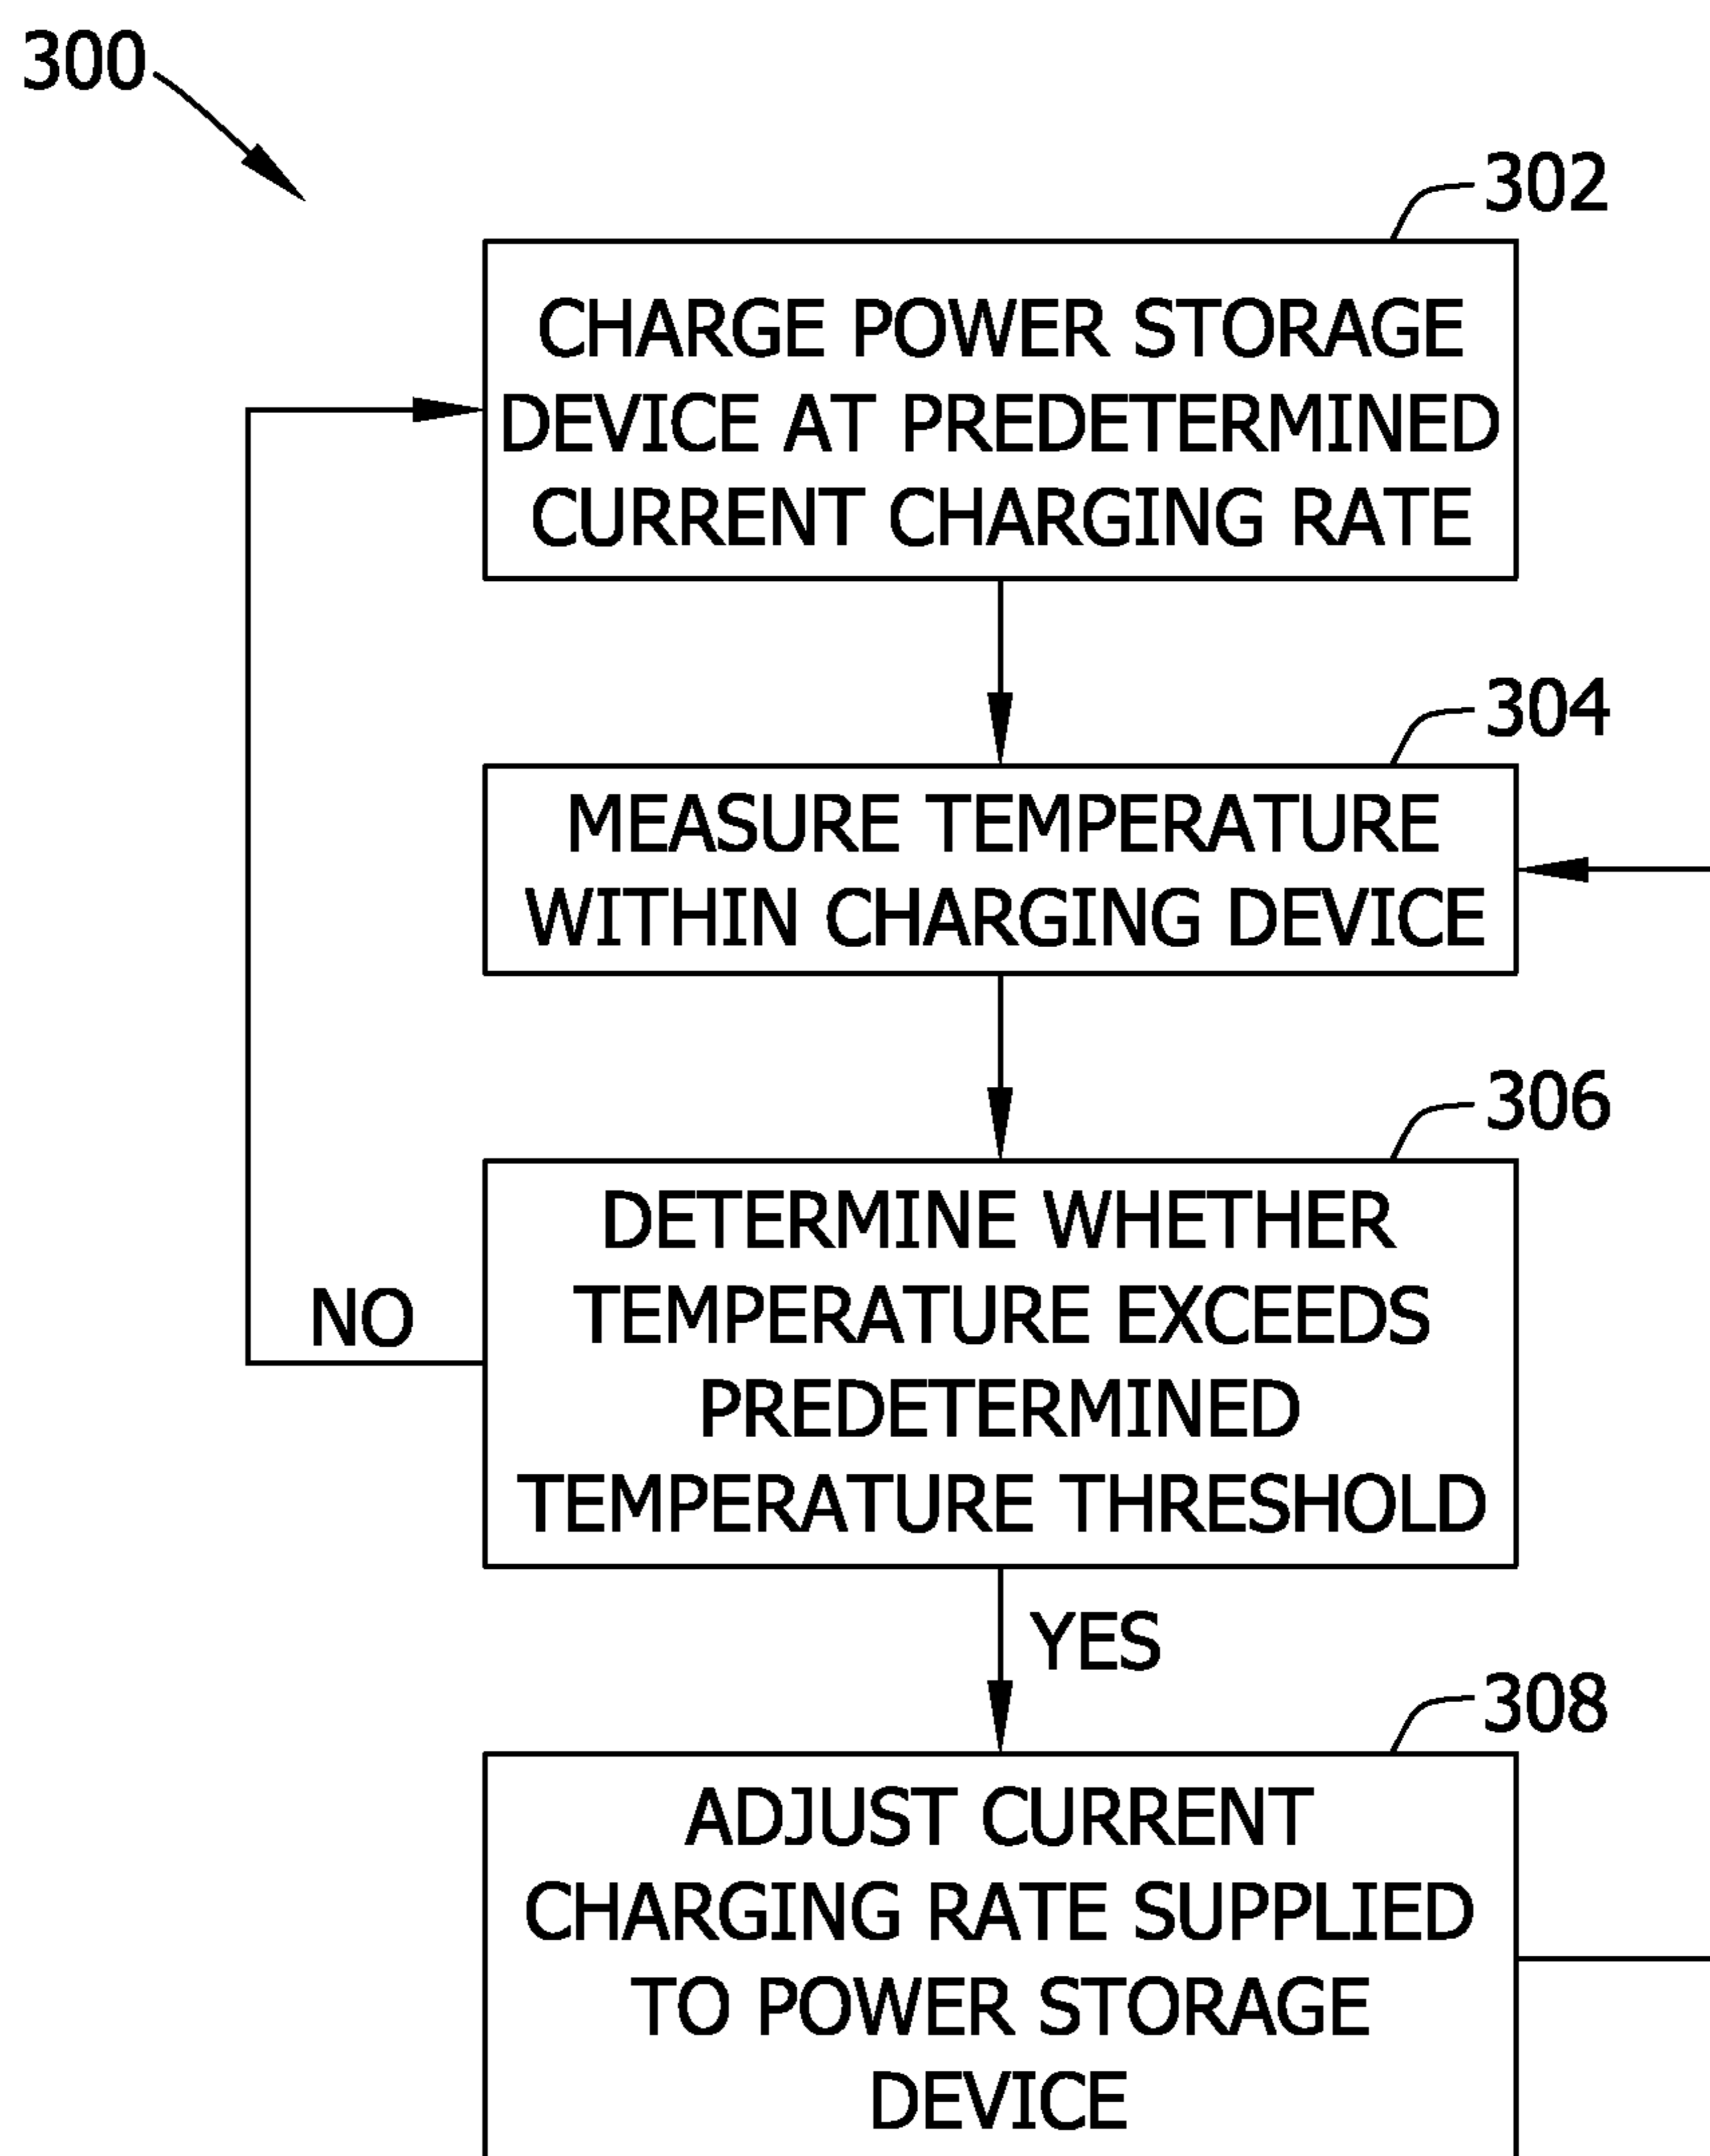 300
302
CHARGE POWER STORAGE
DEVICE AT PREDETERMINED
CURRENT CHARGING RATE
304
MEASURE TEMPERATURE
WITHIN CHARGING DEVICE
306
DETERMINE WHETHER
TEMPERATURE EXCEEDS
PREDETERMINED
TEMPERATURE THRESHOLD
NO
YES
308
ADJUST CURRENT
CHARGING RATE SUPPLIED
TO POWER STORAGE
DEVICE